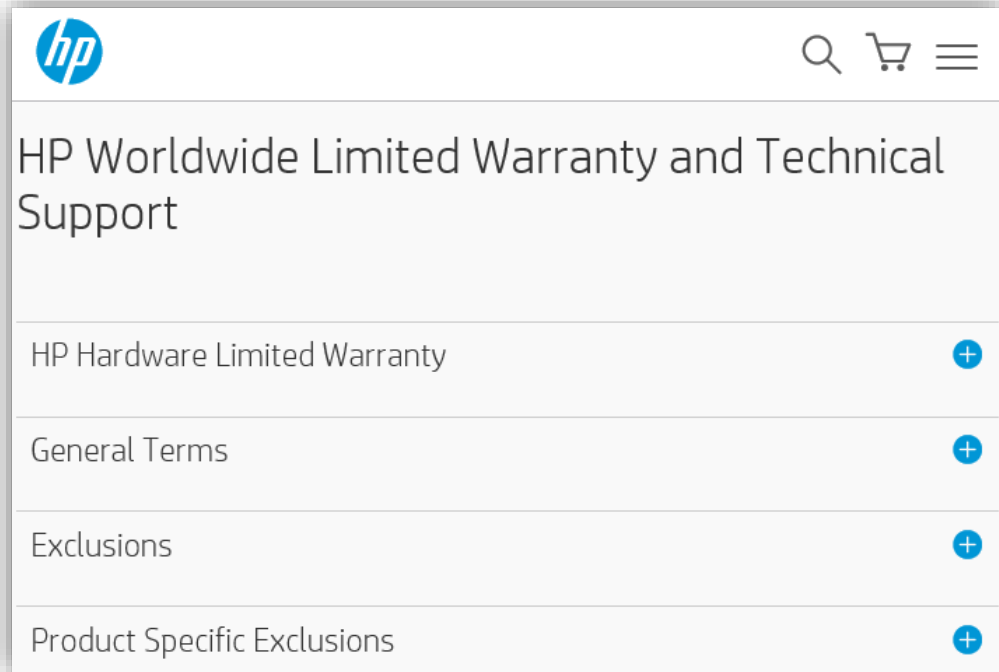 hp
HP Worldwide Limited Warranty and Technical
Support
HP Hardware Limited Warranty
General Terms
Exclusions
Product Specific Exclusions